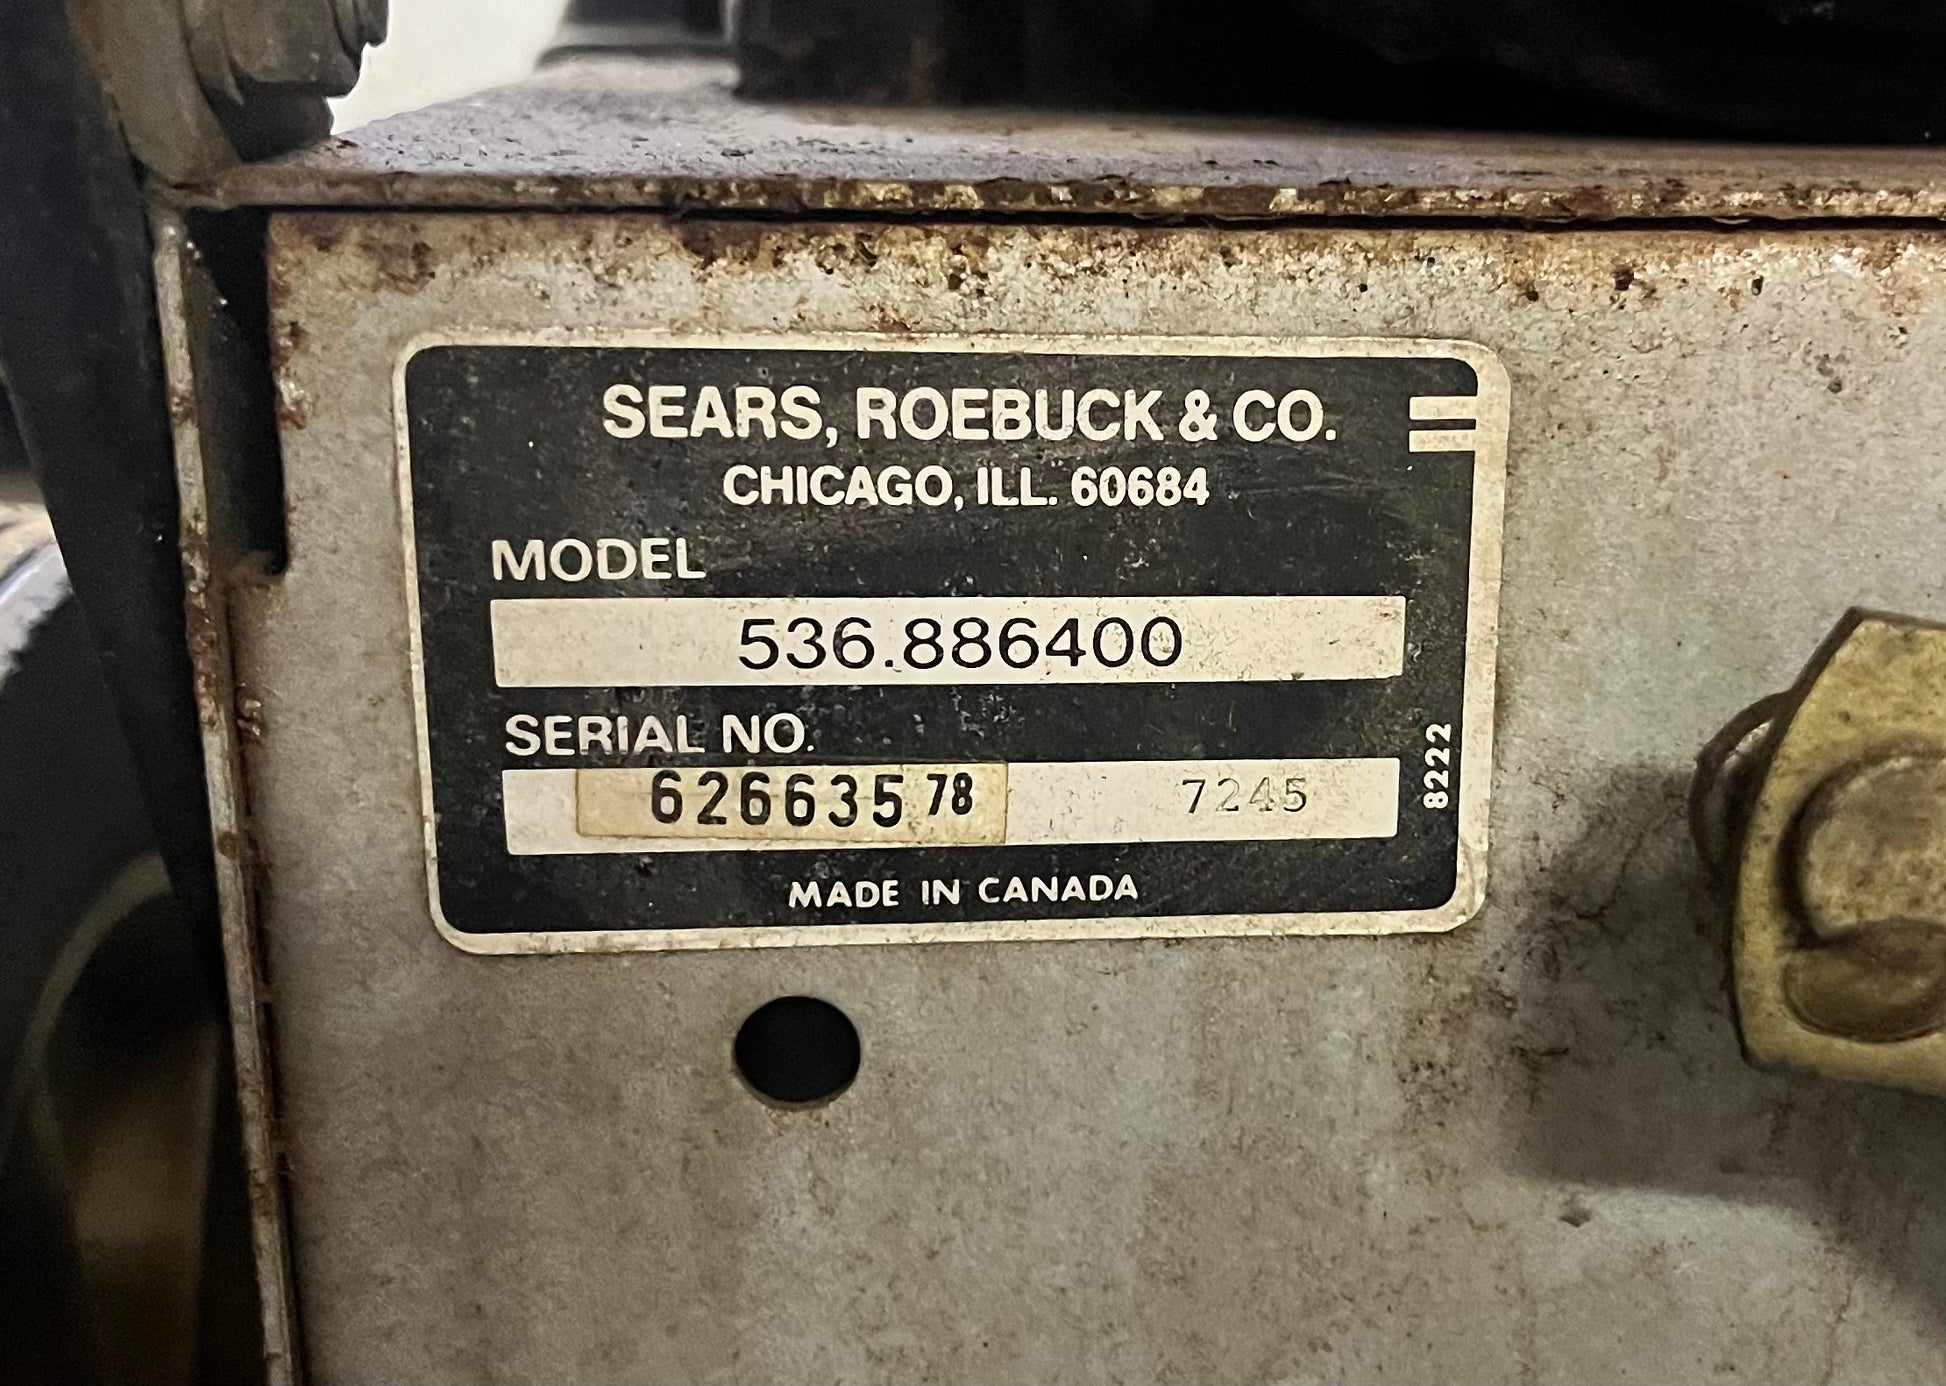 SEARS, ROEBUCK & CO.
CHICAGO, ILL. 60684
MODEL
536.886400
SERIAL NO.
626635 78 7245
8222
MADE IN CANADA